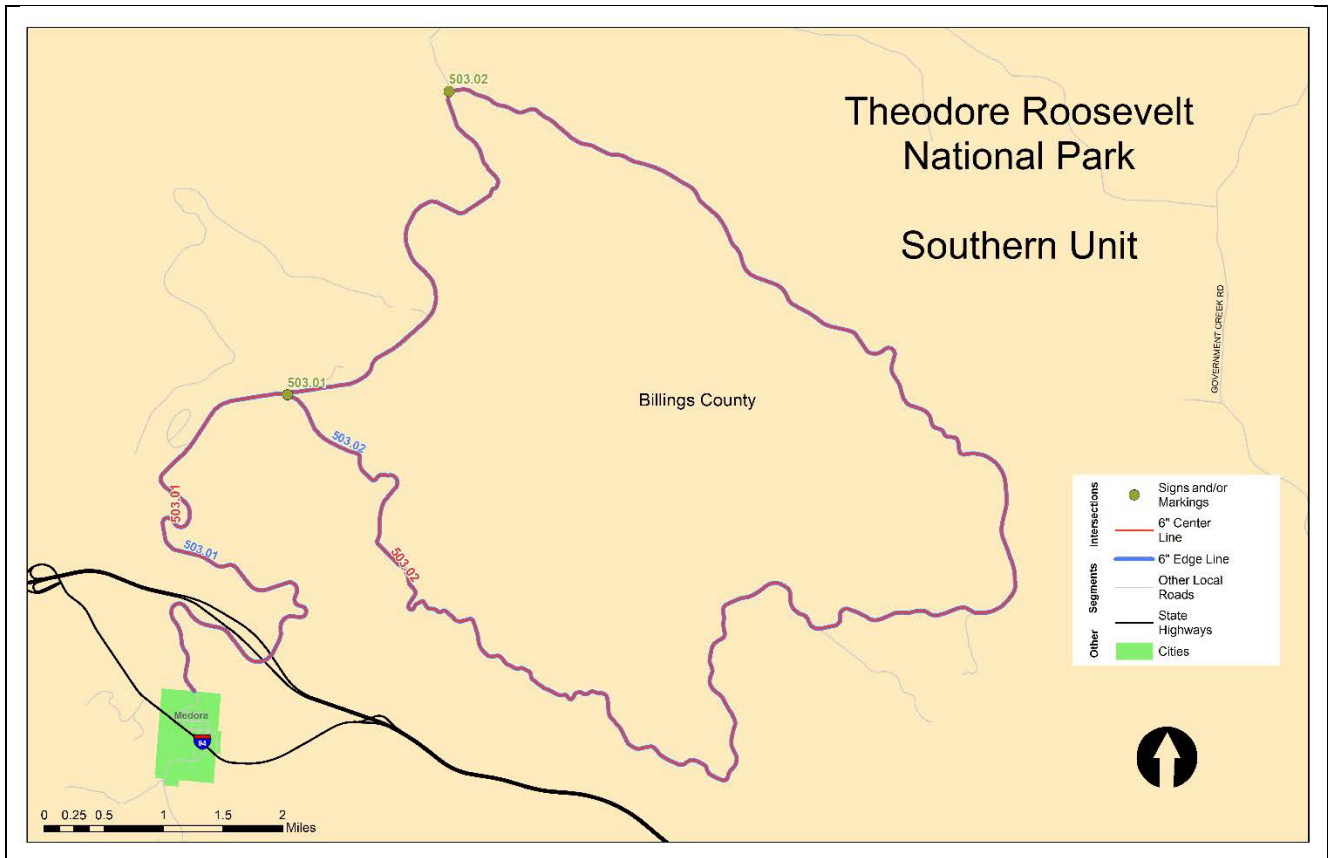 503.02
Theodore Roosevelt
National Park
Southern Unit
GOVERNMENT CREEK RD
503.01
Billings County
503.02
503.01
503.01
503.02
Medora
94
Intersections
Segments
Other
Signs and/or
Markings
6" Center
Line
6" Edge Line
Other Local
Roads
State
Highways
Cities
0 0.25 0.5 1 1.5 2
Miles